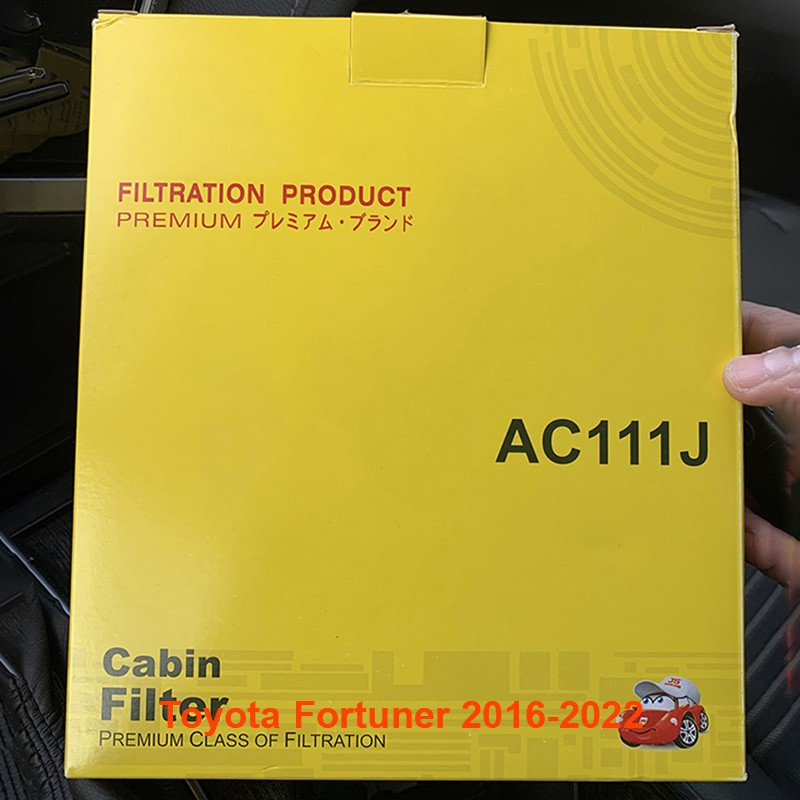 FILTRATION PRODUCT
PREMIUM プレミアム・ブランド
AC111J
Cabin
Filter
Toyota Fortuner 2016-2022
PREMIUM CLASS OF FILTRATION
JS